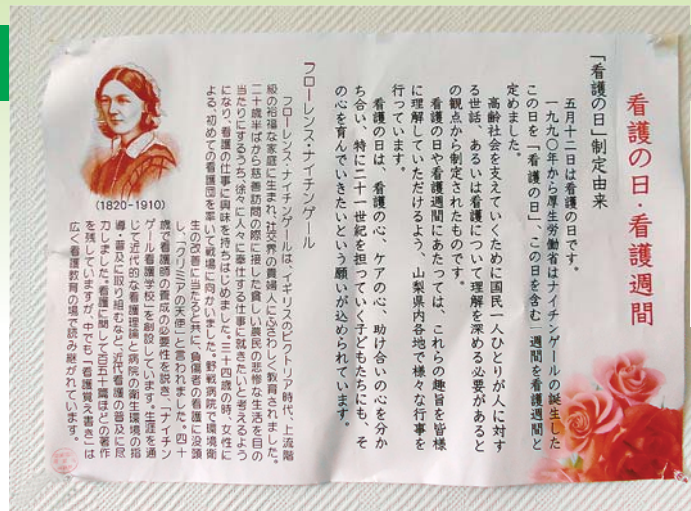 看護の日・看護週間
「看護の日」制定由来
五月十二日は看護の日です。
一九九〇年から厚生労働省はナイチンゲールの誕生した
この日を「看護の日」、この日を含む一週間を看護週間と
定めました。
高齢社会を支えていくために国民一人ひとりが人に対す
る世話、あるいは看護について理解を深める必要があると
の観点から制定されたものです。
看護の日や看護週間にあたっては、これらの趣旨を皆様
に理解していただけるよう、山梨県内各地で様々な行事を
行っています。
看護の日は、看護の心、ケアの心、助け合いの心を分か
ち合い、特に二十一世紀を担っていく子どもたちにも、そ
の心を育んでいきたいという願いが込められています。
フローレンス・ナイチンゲール
フローレンス・ナイチンゲールは、イギリスのビクトリア時代、上流階
級の裕福な家庭に生まれ、社交界の貴婦人にふさわしく教育されました。
二十歳半ばから慈善訪問の際に接した貧しい農民の悲惨な生活を目の
当たりにするうち、徐々に人々に奉仕する仕事に就きたいと考えるよう
になり、看護の仕事に興味を持ちはじめました。三十四歳の時、女性に
よる、初めての看護団を率いて戦場に向かいました。野戦病院で環境衛
生の改善に当たると共に、負傷者の看護に没頭
し、「クリミアの天使」と言われました。四十
歳で看護師の養成の必要性を説き、「ナイチン
ゲール看護学校」を創設しています。生涯を通
じて近代的な看護理論と病院の衛生環境の指
導・普及に取り組むなど、近代看護の普及に尽
力しました。看護に関して百五十篇ほどの著作
を残していますが、中でも「看護覚え書き」は
広く看護教育の場で読み継がれています。
(1820-1910)